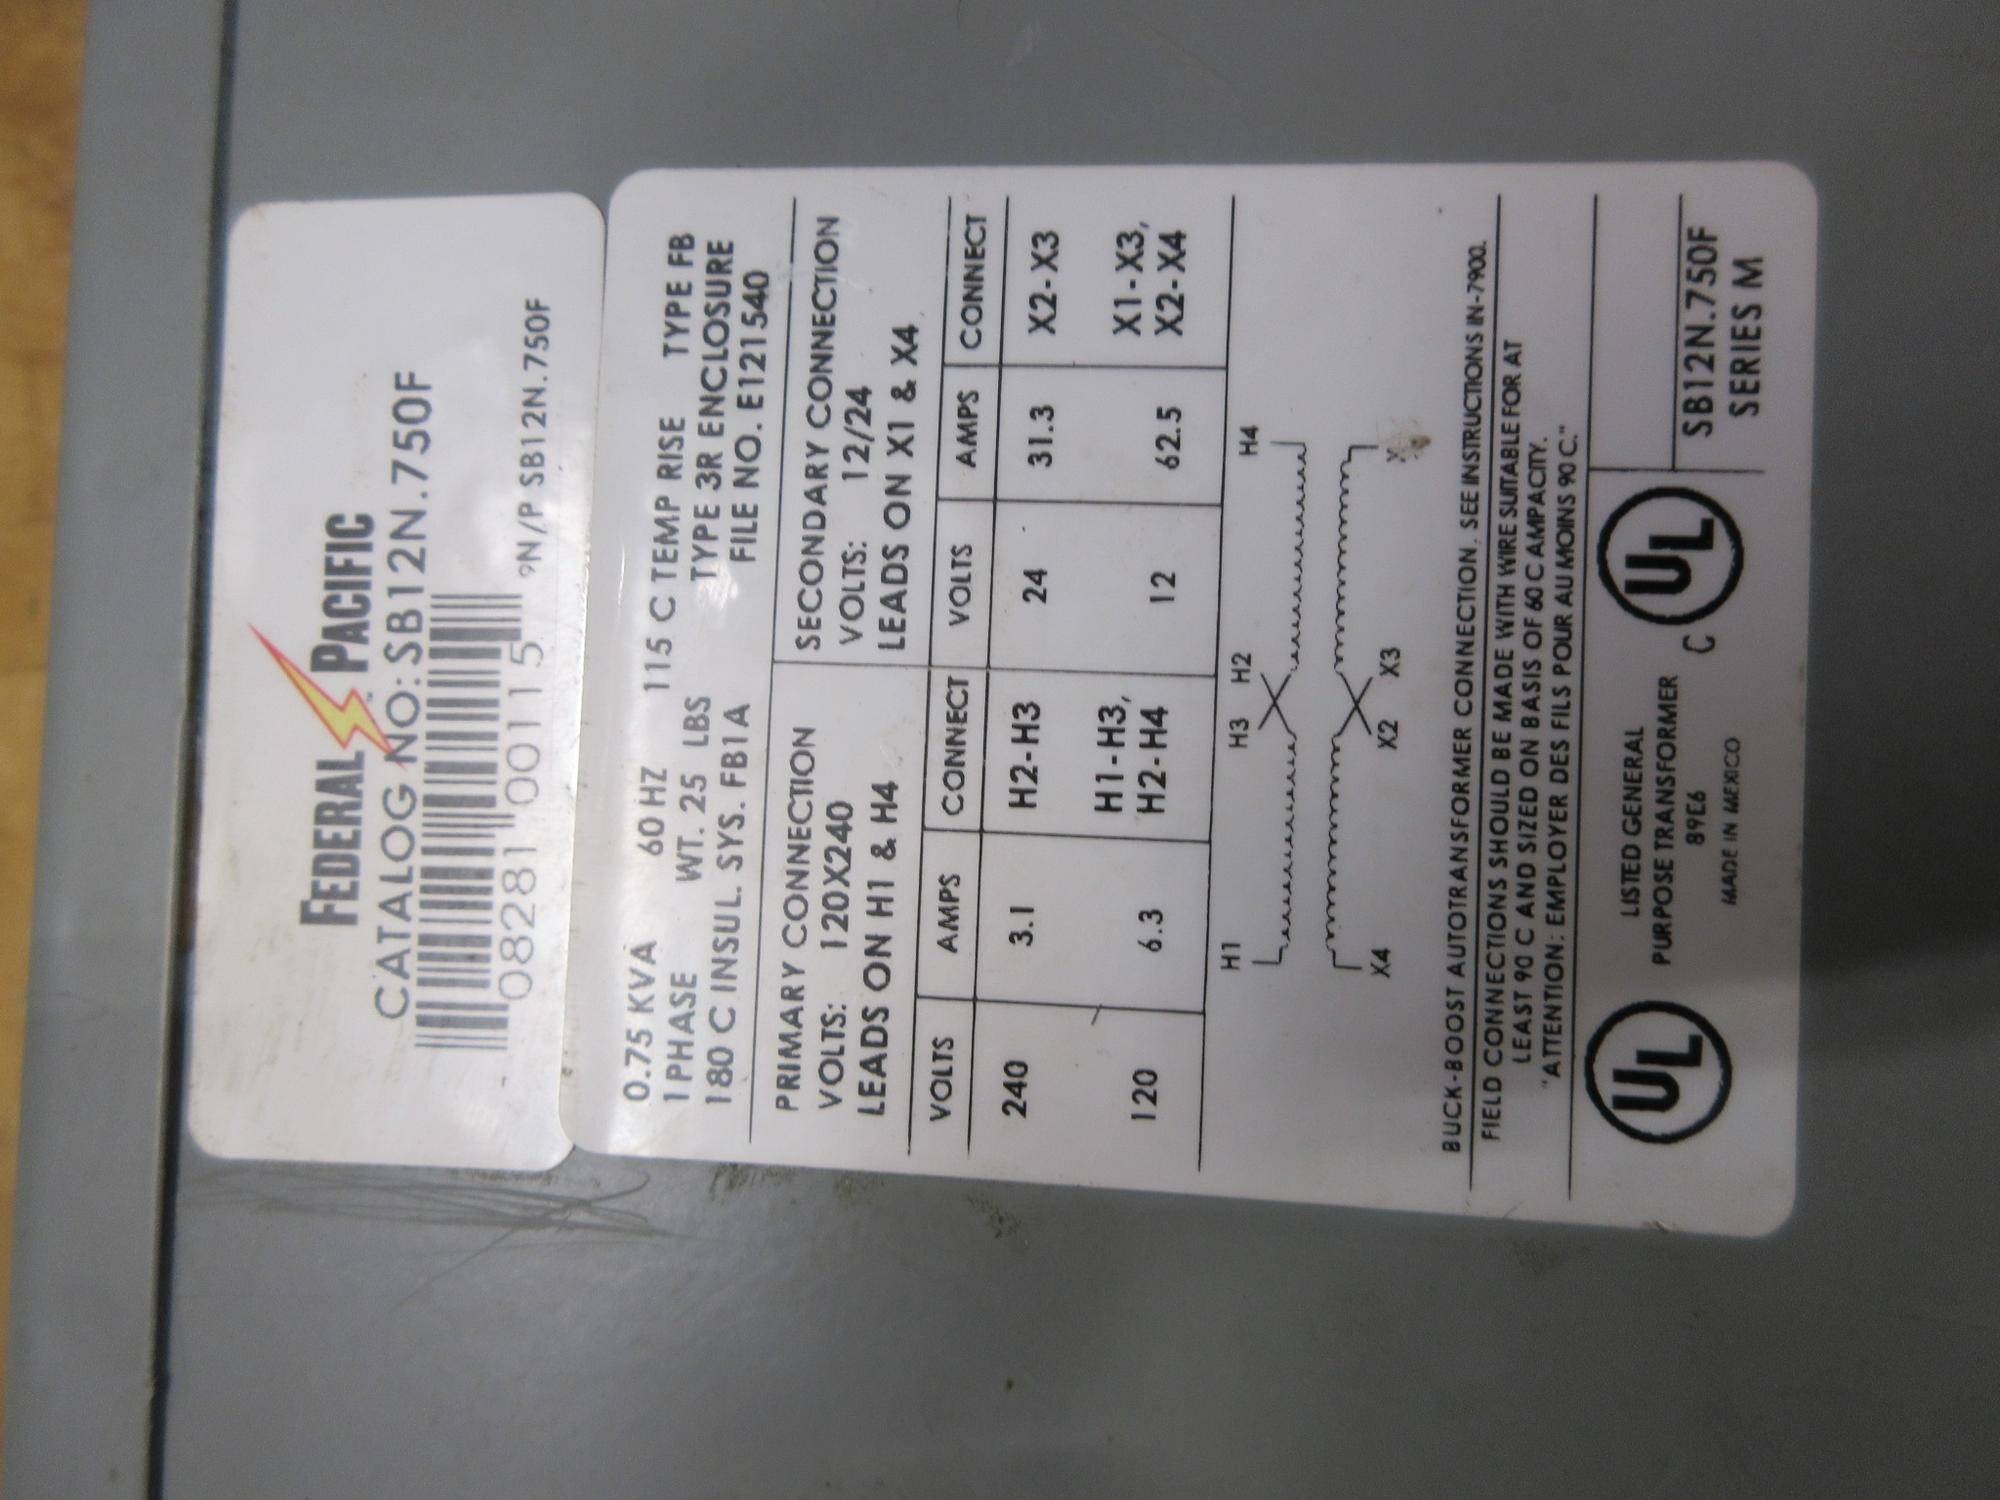 FEDERAL PACIFIC
CATALOG NO:SB12N.750F
08281 00115
N/P SB12N.750F
0.75 KVA 60 HZ 115 C TEMP RISE TYPE FB
1 PHASE WT. 25 LBS TYPE 3R ENCLOSURE
180 C INSUL. SYS. FB1A FILE NO. E121540
PRIMARY CONNECTION
VOLTS: 120X240
LEADS ON H1 & H4
SECONDARY CONNECTION
VOLTS: 12/24
LEADS ON X1 & X4
VOLTS AMPS CONNECT VOLTS AMPS CONNECT
240 3.1 H2-H3 24 31.3 X2-X3
120 6.3 H1-H3, H2-H4 12 62.5 X1-X3, X2-X4
H1 H3 H2 H4
X4 X2 X3 X
BUCK-BOOST AUTOTRANSFORMER CONNECTION. SEE INSTRUCTIONS IN-7900.
FIELD CONNECTIONS SHOULD BE MADE WITH WIRE SUITABLE FOR AT
LEAST 90 C AND SIZED ON BASIS OF 60 C AMPACITY.
"ATTENTION: EMPLOYER DES FILS POUR AU MOINS 90 C."
UL
LISTED GENERAL
PURPOSE TRANSFORMER
89E6
MADE IN MEXICO
C UL
SB12N.750F
SERIES M